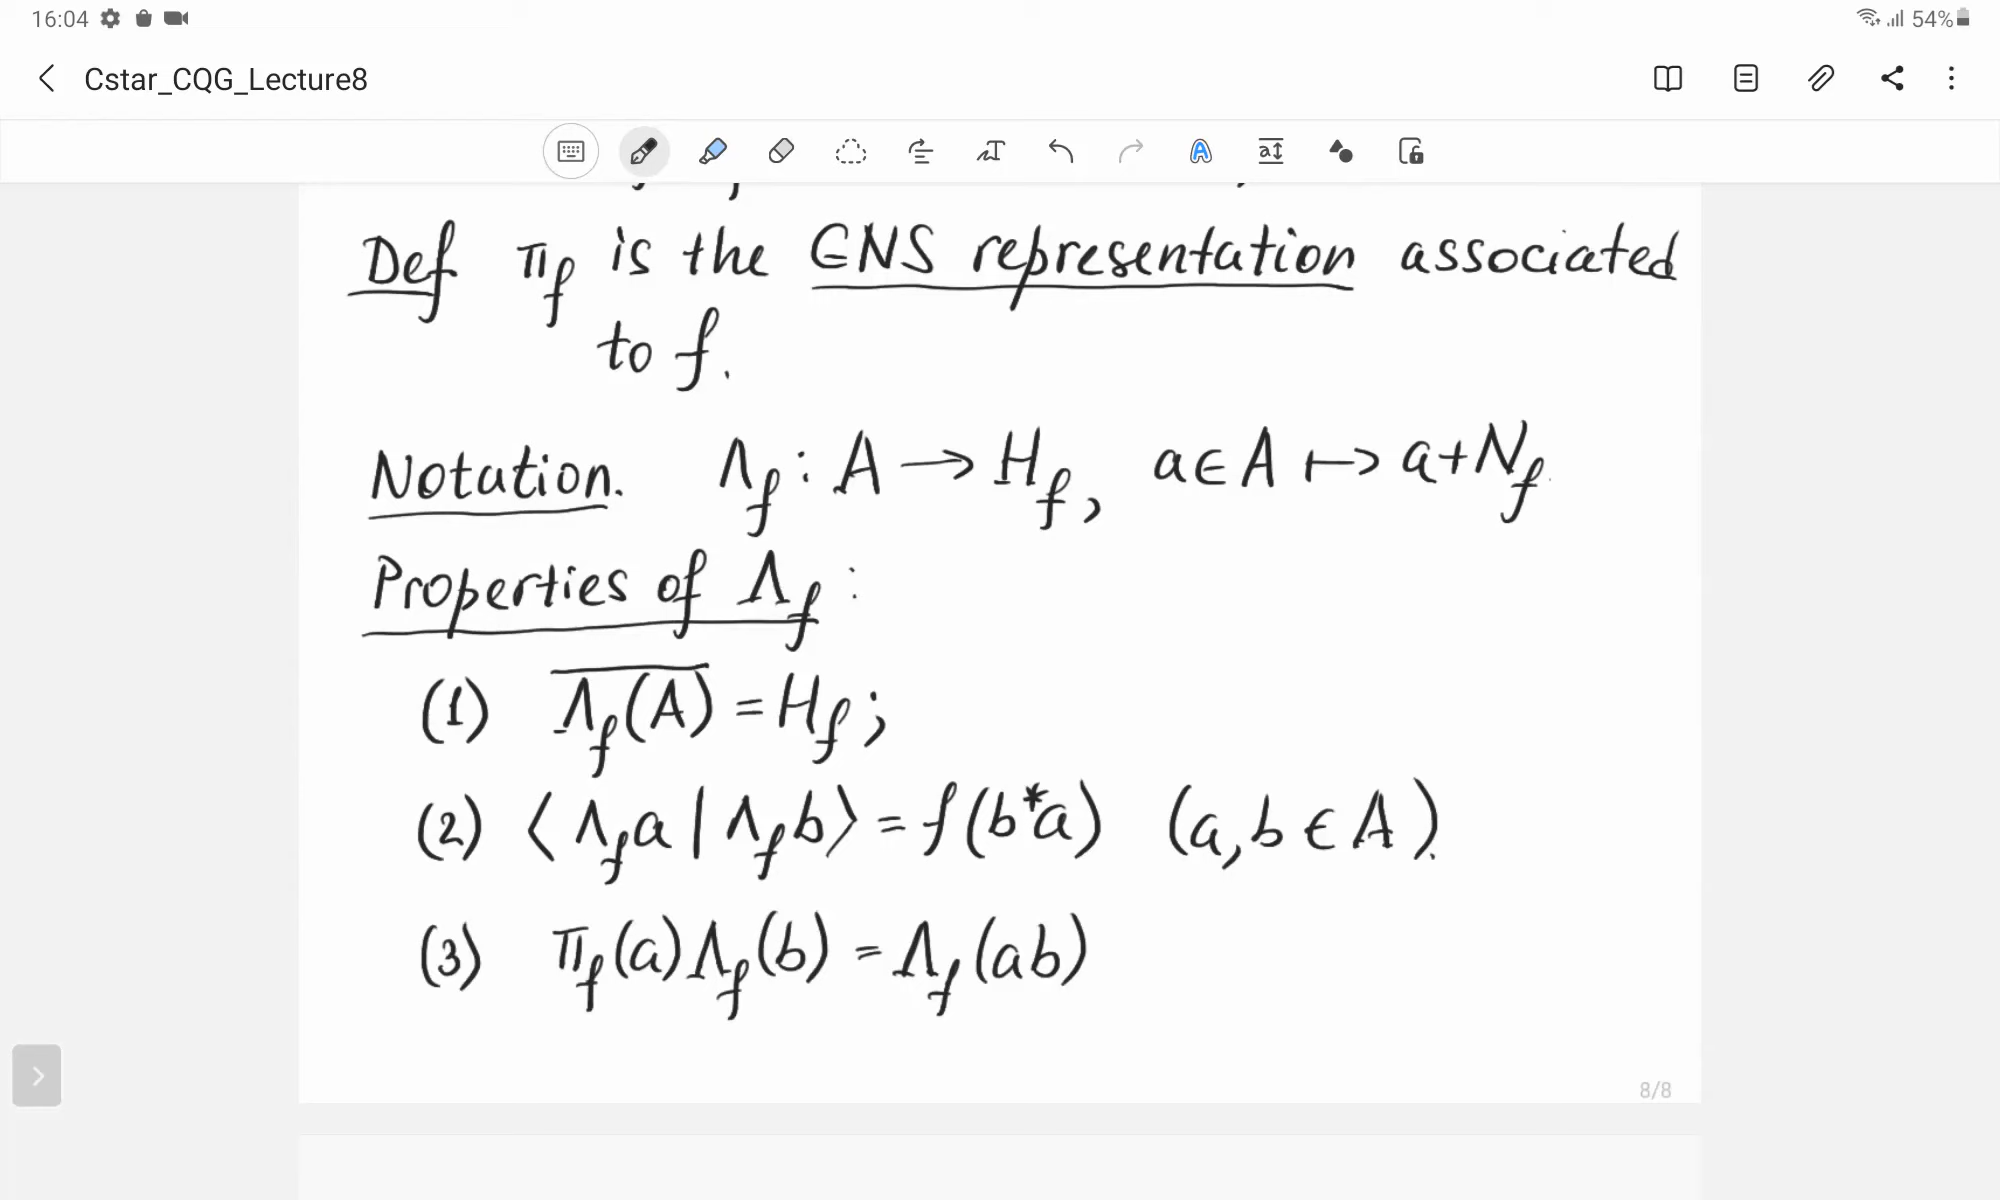 16:04 54%
Cstar_CQG_Lecture8
Def π_f is the GNS representation associated
to f.
Notation. Λ_f : A → H_f, a ∈ A ↦ a + N_f.
Properties of Λ_f :
(1) \overline{Λ_f(A)} = H_f ;
(2) ⟨Λ_f a | Λ_f b⟩ = f(b*a) (a, b ∈ A).
(3) π_f(a)Λ_f(b) = Λ_f(ab)
8/8